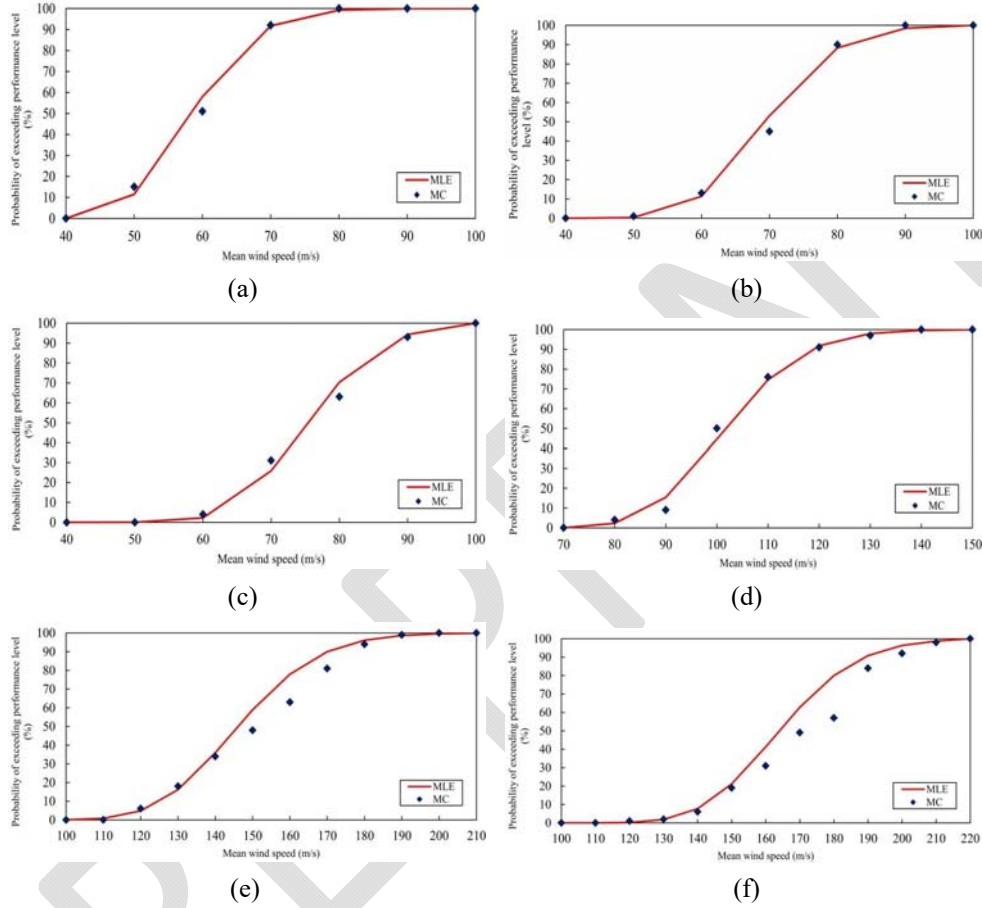 Probability of exceeding performance level
(%)
100
90
80
70
60
50
40
30
20
10
0
MLE
MC
40 50 60 70 80 90 100
Mean wind speed (m/s)
(a)
Probability of exceeding performance
level (%)
100
90
80
70
60
50
40
30
20
10
0
MLE
MC
40 50 60 70 80 90 100
Mean wind speed (m/s)
(b)
Probability of exceeding performance level
(%)
100
90
80
70
60
50
40
30
20
10
0
MLE
MC
40 50 60 70 80 90 100
Mean wind speed (m/s)
(c)
Probability of exceeding performance level
(%)
100
90
80
70
60
50
40
30
20
10
0
MLE
MC
70 80 90 100 110 120 130 140 150
Mean wind speed (m/s)
(d)
Probability of exceeding performance level
(%)
100
90
80
70
60
50
40
30
20
10
0
MLE
MC
100 110 120 130 140 150 160 170 180 190 200 210
Mean wind speed (m/s)
(e)
Probability of exceeding performance level
(%)
100
90
80
70
60
50
40
30
20
10
0
MLE
MC
100 110 120 130 140 150 160 170 180 190 200 210 220
Mean wind speed (m/s)
(f)